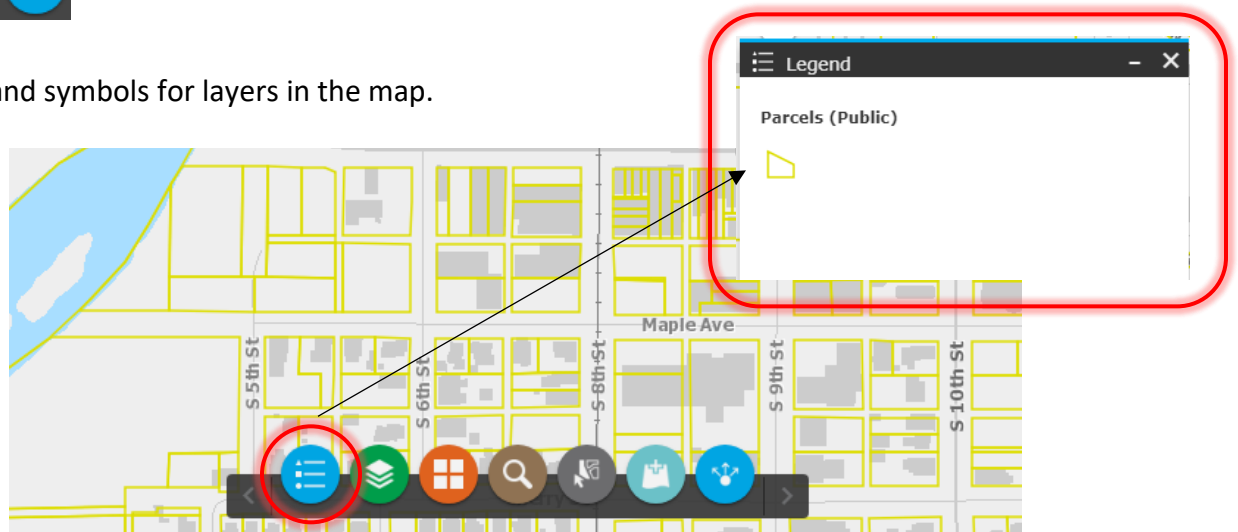 Legend
and symbols for layers in the map.
Parcels (Public)
Maple Ave
S 5th St
S 6th St
S 8th St
S 9th St
S 10th St